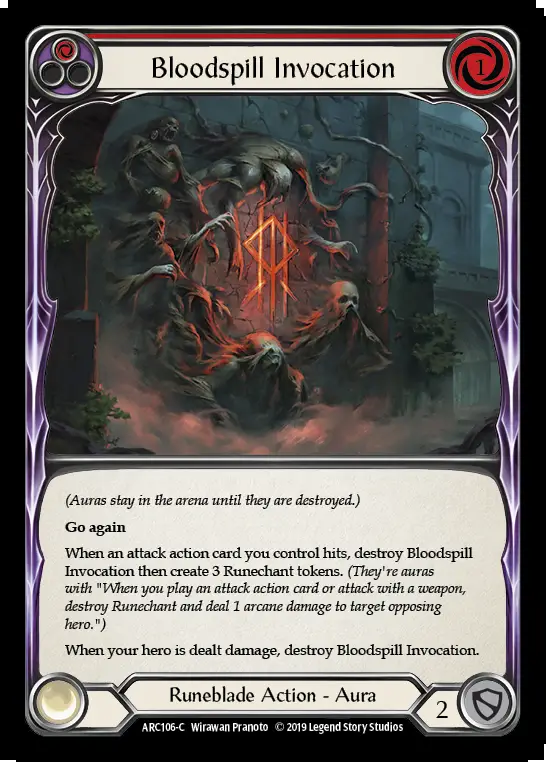 Bloodspill Invocation
1
(Auras stay in the arena until they are destroyed.)
Go again
When an attack action card you control hits, destroy Bloodspill
Invocation then create 3 Runechant tokens. (They're auras
with "When you play an attack action card or attack with a weapon,
destroy Runechant and deal 1 arcane damage to target opposing
hero.")
When your hero is dealt damage, destroy Bloodspill Invocation.
Runeblade Action - Aura
2
ARC106-C Wirawan Pranoto © 2019 Legend Story Studios